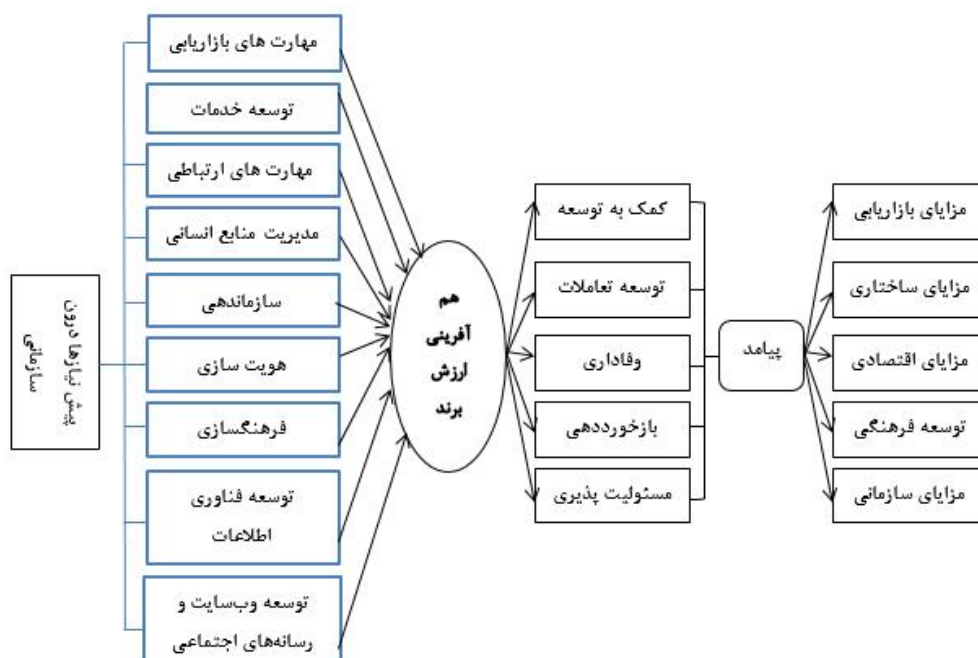 مهارت های بازاریابی
توسعه خدمات
مهارت های ارتباطی
مدیریت منابع انسانی
سازماندهی
هویت سازی
فرهنگسازی
توسعه فناوری
اطلاعات
توسعه وب‌سایت و
رسانه‌های اجتماعی
پیش نیازها درون
سازمانی
هم
آفرینی
ارزش
برند
کمک به توسعه
توسعه تعاملات
وفاداری
بازخورددهی
مسئولیت پذیری
پیامد
مزایای بازاریابی
مزایای ساختاری
مزایای اقتصادی
توسعه فرهنگی
مزایای سازمانی